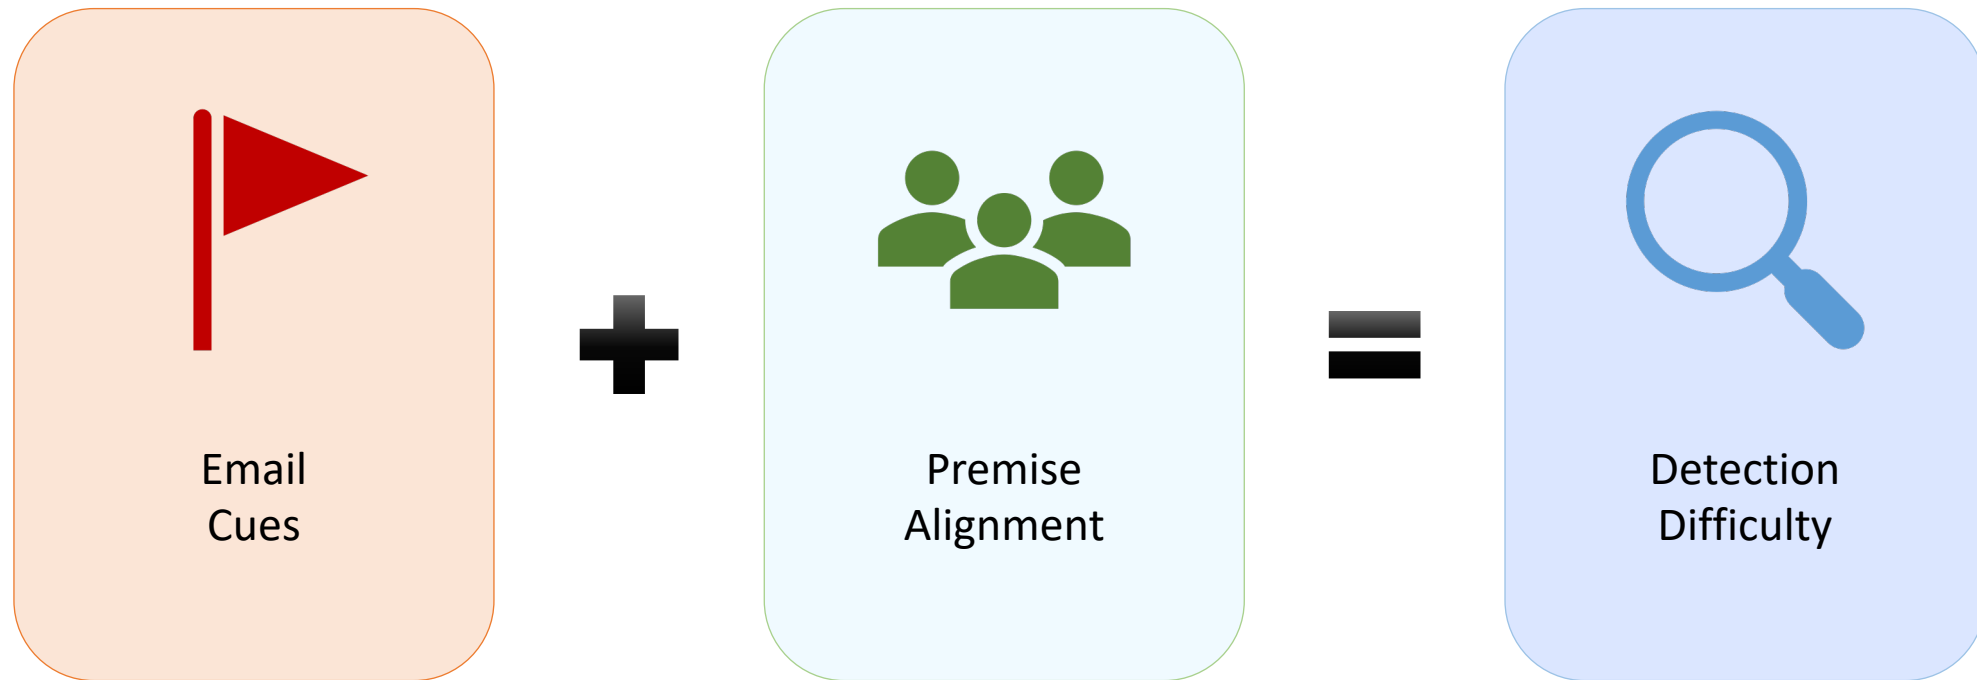 Email
Cues
Premise
Alignment
Detection
Difficulty